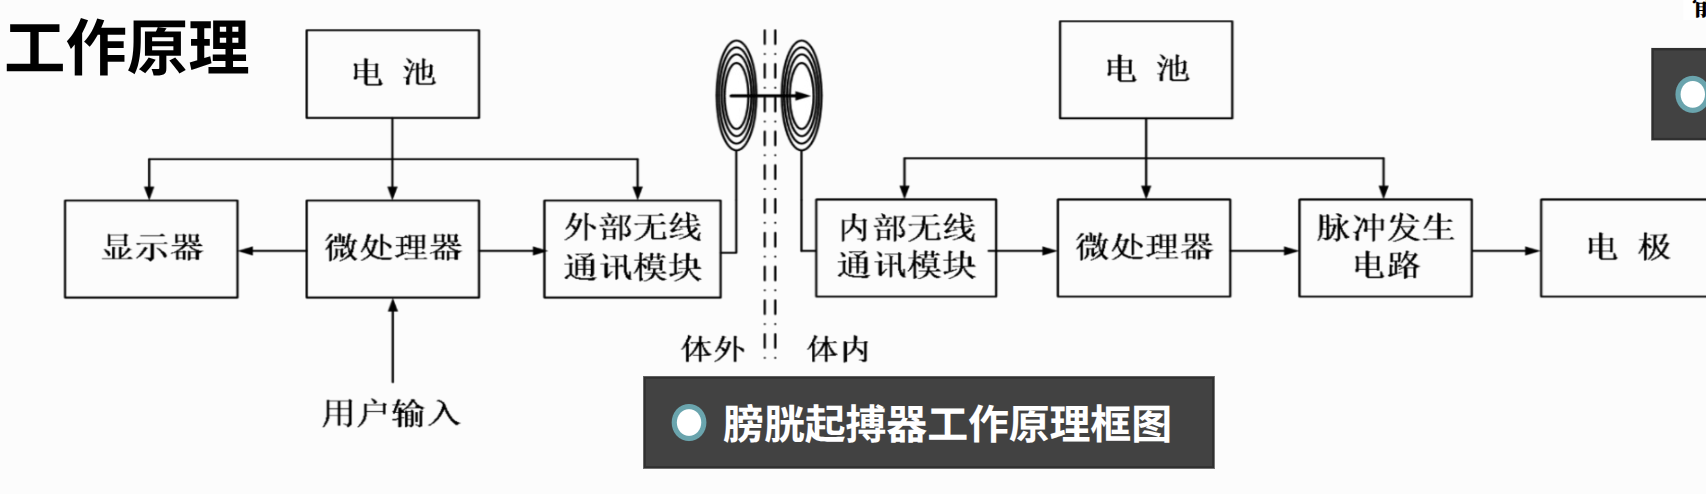 工作原理
电池
电池
显示器
微处理器
外部无线
通讯模块
内部无线
通讯模块
微处理器
脉冲发生
电路
电极
体外
体内
用户输入
膀胱起搏器工作原理框图